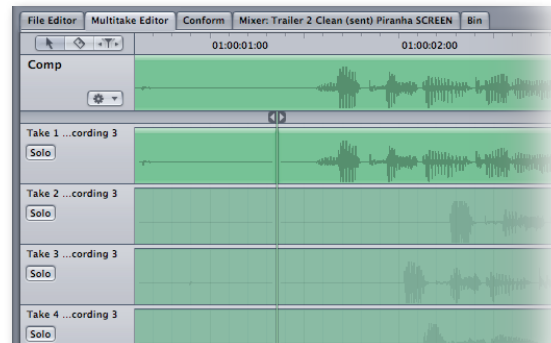 File Editor Multitake Editor Conform Mixer: Trailer 2 Clean (sent) Piranha SCREEN Bin
01:00:01:00 01:00:02:00
Comp
Take 1 ...cording 3
Solo
Take 2 ...cording 3
Solo
Take 3 ...cording 3
Solo
Take 4 ...cording 3
Solo